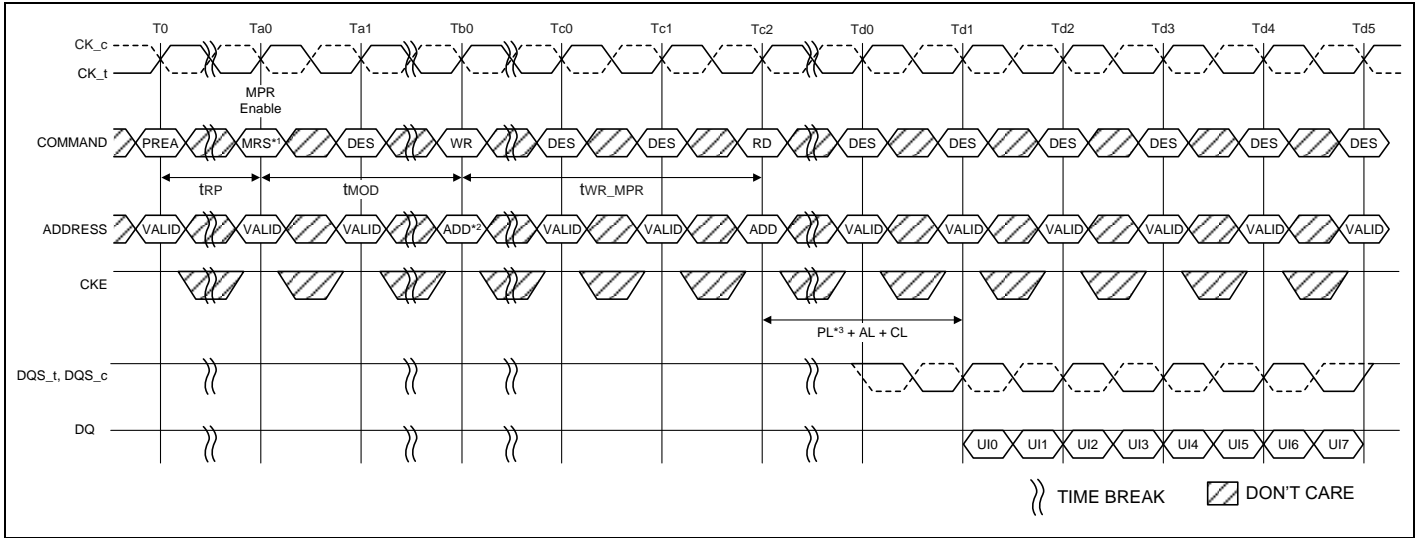 T0 Ta0 Ta1 Tb0 Tc0 Tc1 Tc2 Td0 Td1 Td2 Td3 Td4 Td5
CK_c
CK_t
MPR
Enable
COMMAND PREA MRS*1 DES WR DES DES RD DES DES DES DES DES DES
tRP tMOD tWR_MPR
ADDRESS VALID VALID VALID ADD*2 VALID VALID ADD VALID VALID VALID VALID VALID VALID
CKE
PL*3 + AL + CL
DQS_t, DQS_c
DQ UI0 UI1 UI2 UI3 UI4 UI5 UI6 UI7
TIME BREAK DON'T CARE